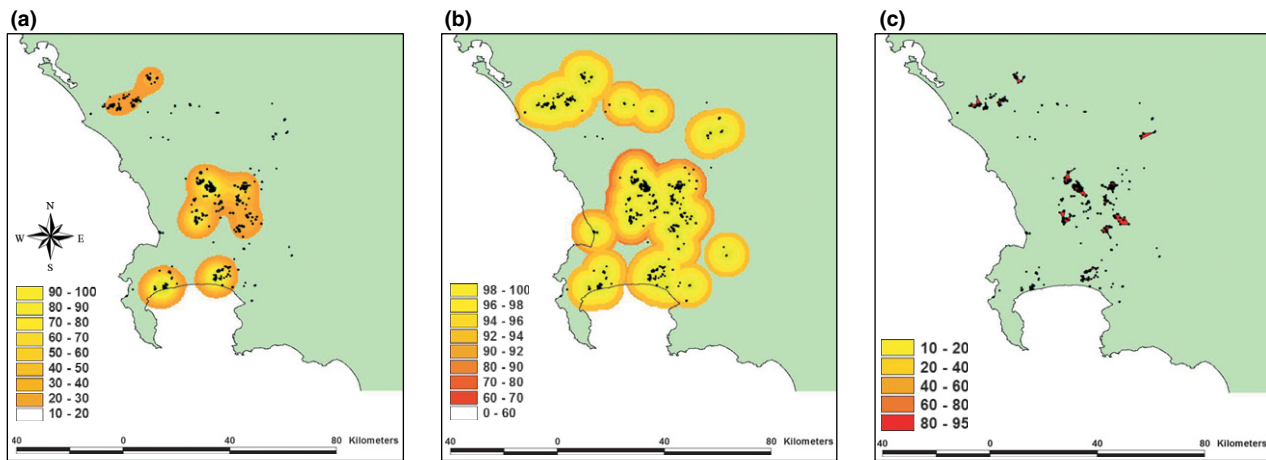 (a)
N
W E
S
90 - 100
80 - 90
70 - 80
60 - 70
50 - 60
40 - 50
30 - 40
20 - 30
10 - 20
40 0 40 80 Kilometers
(b)
98 - 100
96 - 98
94 - 96
92 - 94
90 - 92
80 - 90
70 - 80
60 - 70
0 - 60
40 0 40 80 Kilometers
(c)
10 - 20
20 - 40
40 - 60
60 - 80
80 - 95
40 0 40 80 Kilometers